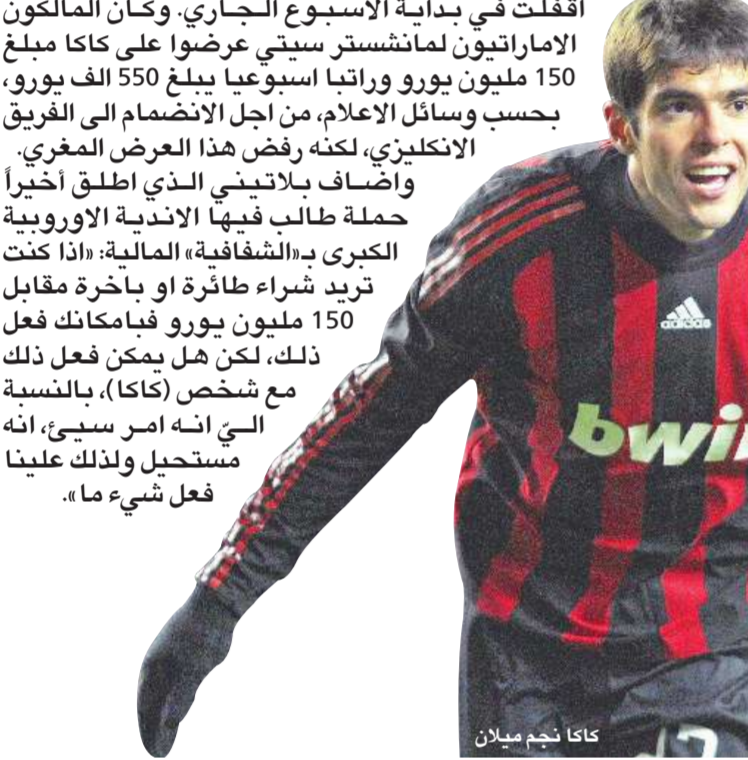 اقفلت في بداية الاسبوع الجاري. وكان المالكون
الاماراتيون لمانشستر سيتي عرضوا على كاكا مبلغ
150 مليون يورو وراتبا اسبوعيا يبلغ 550 الف يورو،
بحسب وسائل الاعلام، من اجل الانضمام الى الفريق
الانكليزي، لكنه رفض هذا العرض المغري.
واضاف بلاتيني الذي اطلق أخيراً
حملة طالب فيها الاندية الاوروبية
الكبرى بـ«الشفافية» المالية: «اذا كنت
تريد شراء طائرة او باخرة مقابل
150 مليون يورو فبامكانك فعل
ذلك، لكن هل يمكن فعل ذلك
مع شخص (كاكا)، بالنسبة
اليّ انه امر سيئ، انه
مستحيل ولذلك علينا
فعل شيء ما».
adidas
bwi
كاكا نجم ميلان